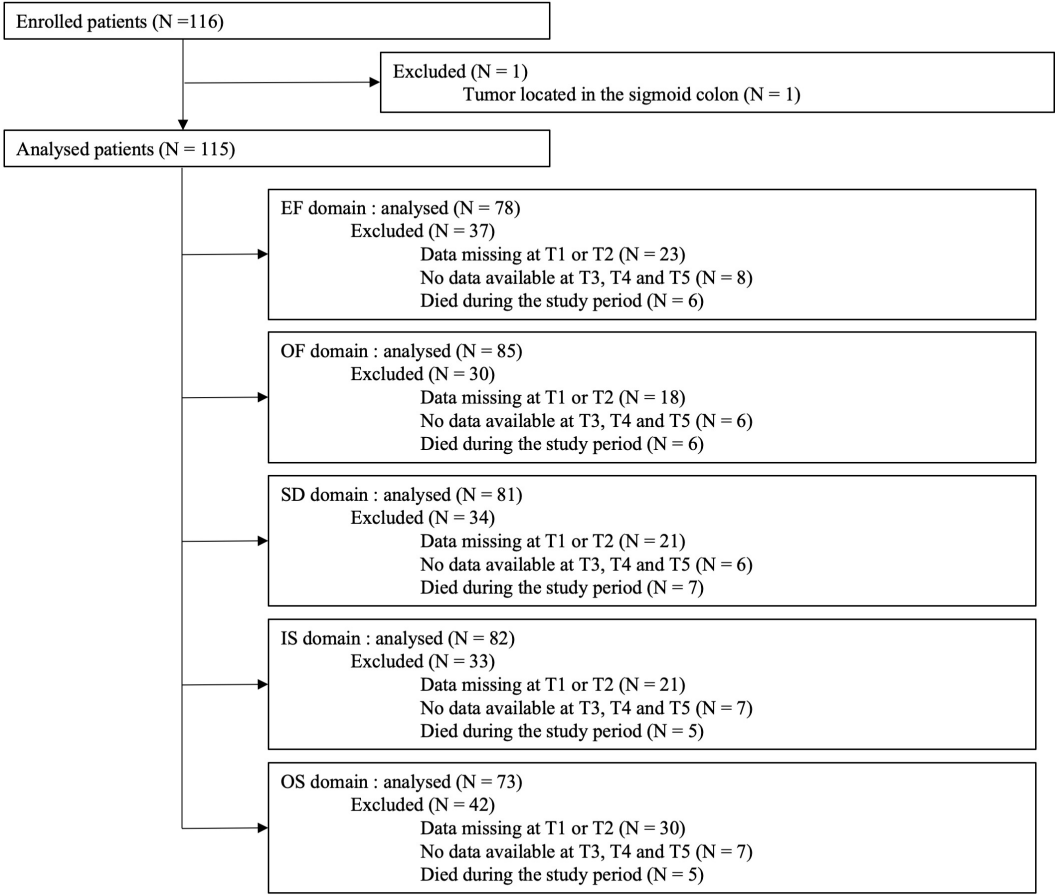 Enrolled patients (N =116)
Excluded (N = 1)
Tumor located in the sigmoid colon (N = 1)
Analysed patients (N = 115)
EF domain : analysed (N = 78)
Excluded (N = 37)
Data missing at T1 or T2 (N = 23)
No data available at T3, T4 and T5 (N = 8)
Died during the study period (N = 6)
OF domain : analysed (N = 85)
Excluded (N = 30)
Data missing at T1 or T2 (N = 18)
No data available at T3, T4 and T5 (N = 6)
Died during the study period (N = 6)
SD domain : analysed (N = 81)
Excluded (N = 34)
Data missing at T1 or T2 (N = 21)
No data available at T3, T4 and T5 (N = 6)
Died during the study period (N = 7)
IS domain : analysed (N = 82)
Excluded (N = 33)
Data missing at T1 or T2 (N = 21)
No data available at T3, T4 and T5 (N = 7)
Died during the study period (N = 5)
OS domain : analysed (N = 73)
Excluded (N = 42)
Data missing at T1 or T2 (N = 30)
No data available at T3, T4 and T5 (N = 7)
Died during the study period (N = 5)